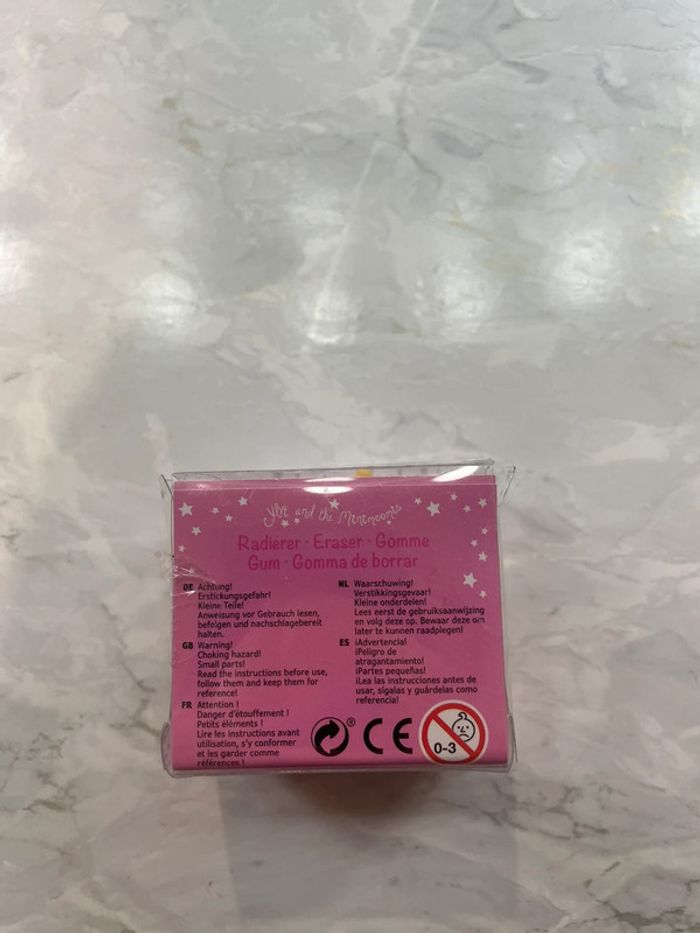 Ylvi and the Minimoomis
Radierer · Eraser · Gomme
Gum · Gomma de borrar
DE Achtung!
Erstickungsgefahr!
Kleine Teile!
Anweisung vor Gebrauch lesen,
befolgen und nachschlagebereit
halten.
GB Warning!
Choking hazard!
Small parts!
Read the instructions before use,
follow them and keep them for
reference!
FR Attention !
Danger d'étouffement !
Petits éléments !
Lire les instructions avant
utilisation, s'y conformer
et les garder comme
références !
NL Waarschuwing!
Verstikkingsgevaar!
Kleine onderdelen!
Lees eerst de gebruiksaanwijzing
en volg deze op. Bewaar deze om
later te kunnen raadplegen!
ES ¡Advertencia!
¡Peligro de
atragantamiento!
¡Partes pequeñas!
¡Lea las instrucciones antes de
usar, sígalas y guárdelas como
referencia!
® CE 0-3